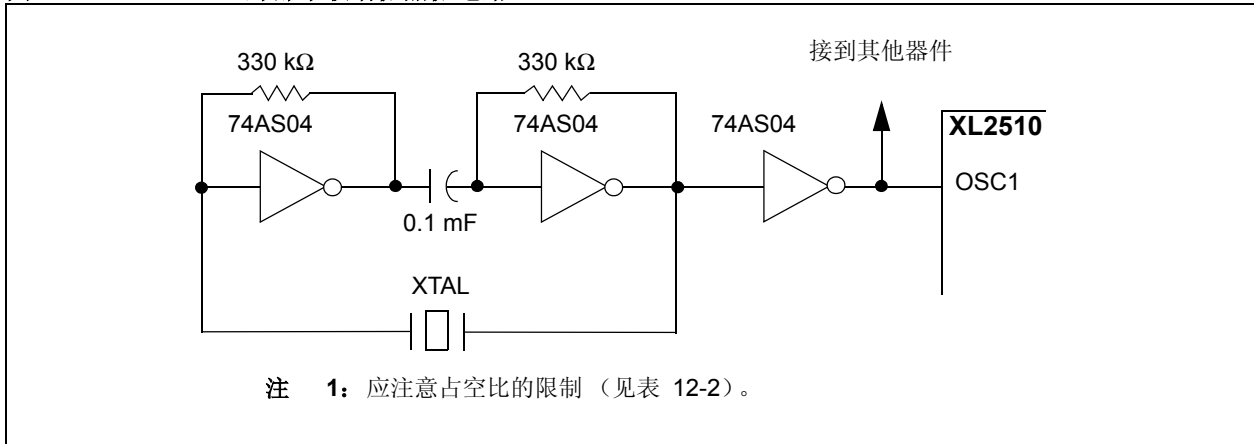 330 kΩ
330 kΩ
接到其他器件
74AS04
74AS04
74AS04
XL2510
OSC1
0.1 mF
XTAL
注 1：应注意占空比的限制 （见表 12-2）。